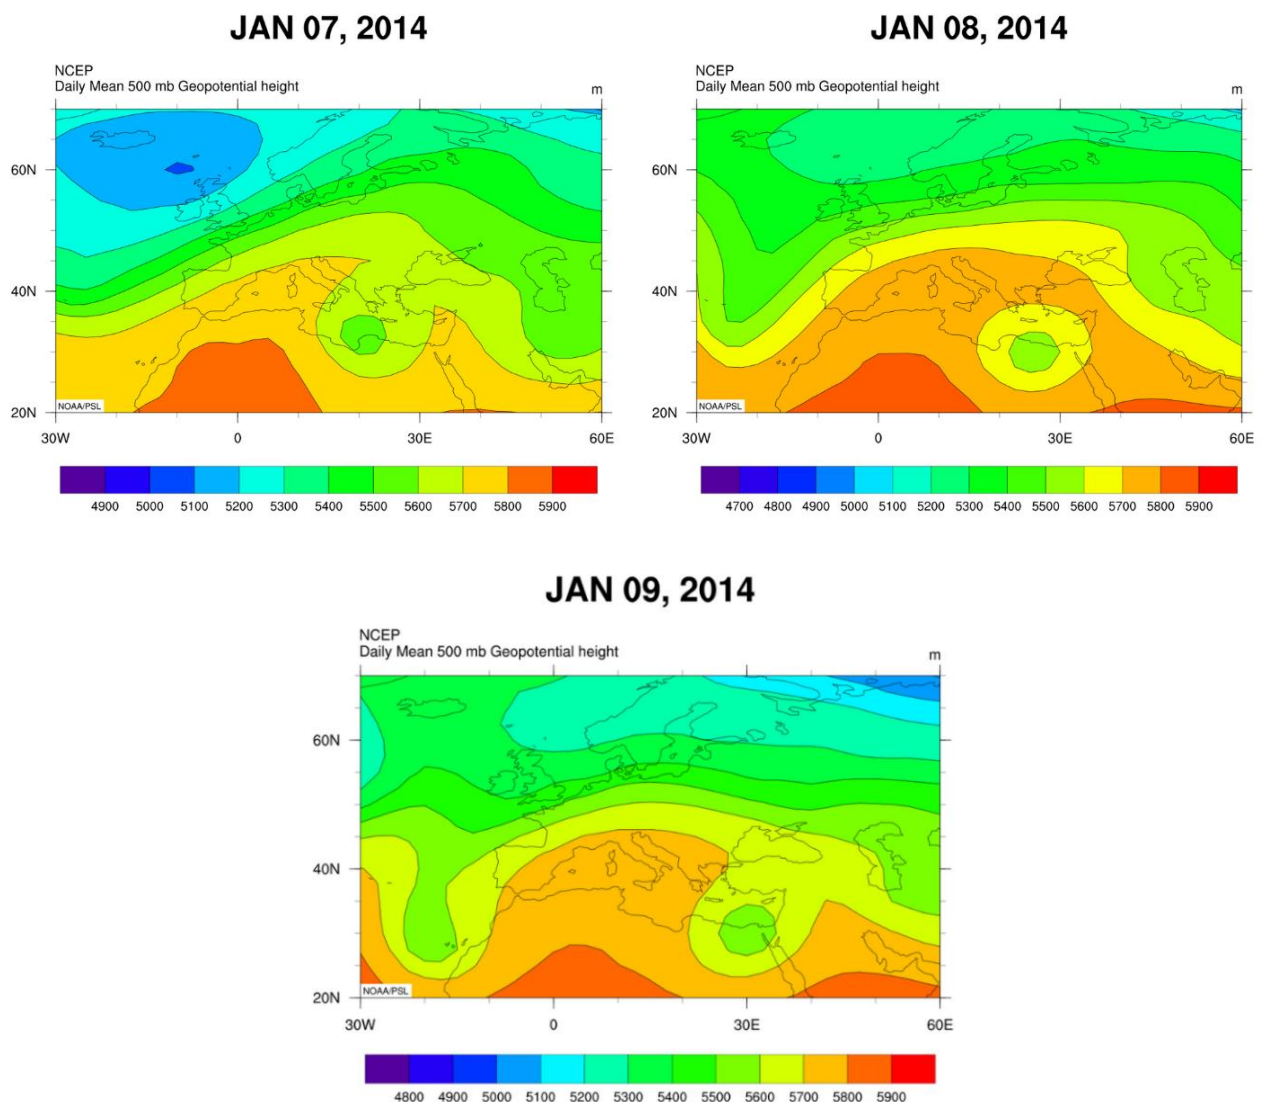 JAN 07, 2014
NCEP
Daily Mean 500 mb Geopotential height
m
60N
40N
20N
NOAA/PSL
30W 0 30E 60E
4900 5000 5100 5200 5300 5400 5500 5600 5700 5800 5900
JAN 08, 2014
NCEP
Daily Mean 500 mb Geopotential height
m
60N
40N
20N
NOAA/PSL
30W 0 30E 60E
4700 4800 4900 5000 5100 5200 5300 5400 5500 5600 5700 5800 5900
JAN 09, 2014
NCEP
Daily Mean 500 mb Geopotential height
m
60N
40N
20N
NOAA/PSL
30W 0 30E 60E
4800 4900 5000 5100 5200 5300 5400 5500 5600 5700 5800 5900